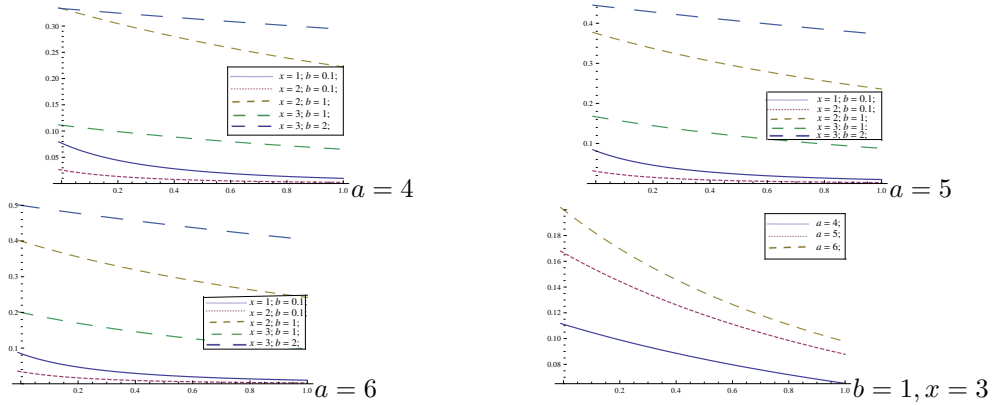 0.30
0.25
0.20
0.15
0.10
0.05
0.2 0.4 0.6 0.8 1.0
x = 1; b = 0.1;
x = 2; b = 0.1;
x = 2; b = 1;
x = 3; b = 1;
x = 3; b = 2;
a = 4
0.4
0.3
0.2
0.1
0.2 0.4 0.6 0.8 1.0
x = 1; b = 0.1;
x = 2; b = 0.1;
x = 2; b = 1;
x = 3; b = 1;
x = 3; b = 2;
a = 5
0.5
0.4
0.3
0.2
0.1
0.2 0.4 0.6 0.8 1.0
x = 1; b = 0.1;
x = 2; b = 0.1;
x = 2; b = 1;
x = 3; b = 1;
x = 3; b = 2;
a = 6
0.18
0.16
0.14
0.12
0.10
0.08
0.2 0.4 0.6 0.8 1.0
a = 4;
a = 5;
a = 6;
b = 1, x = 3